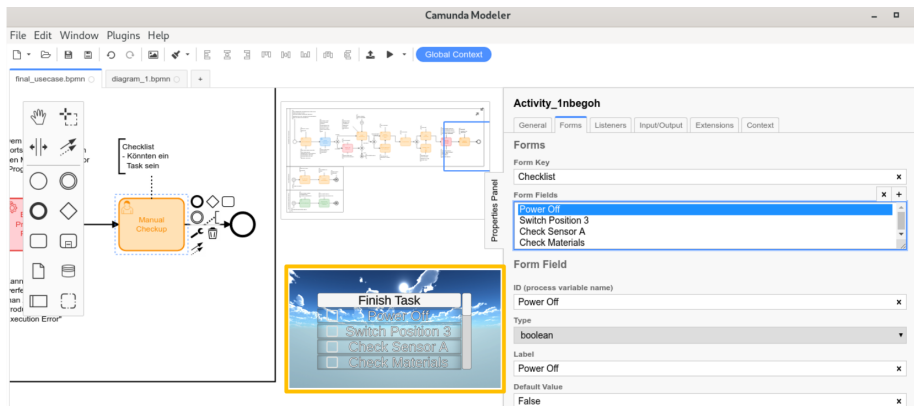 Camunda Modeler
File Edit Window Plugins Help
Global Context
final_usecase.bpmn
diagram_1.bpmn
+
Checklist
- Könnten ein
Task sein
Manual
Checkup
xecution Error"
Finish Task
Power Off
Switch Position 3
Check Sensor A
Check Materials
Properties Panel
Activity_1nbegoh
General Forms Listeners Input/Output Extensions Context
Forms
Form Key
Checklist
Form Fields
Power Off
Switch Position 3
Check Sensor A
Check Materials
Form Field
ID (process variable name)
Power Off
Type
boolean
Label
Power Off
Default Value
False